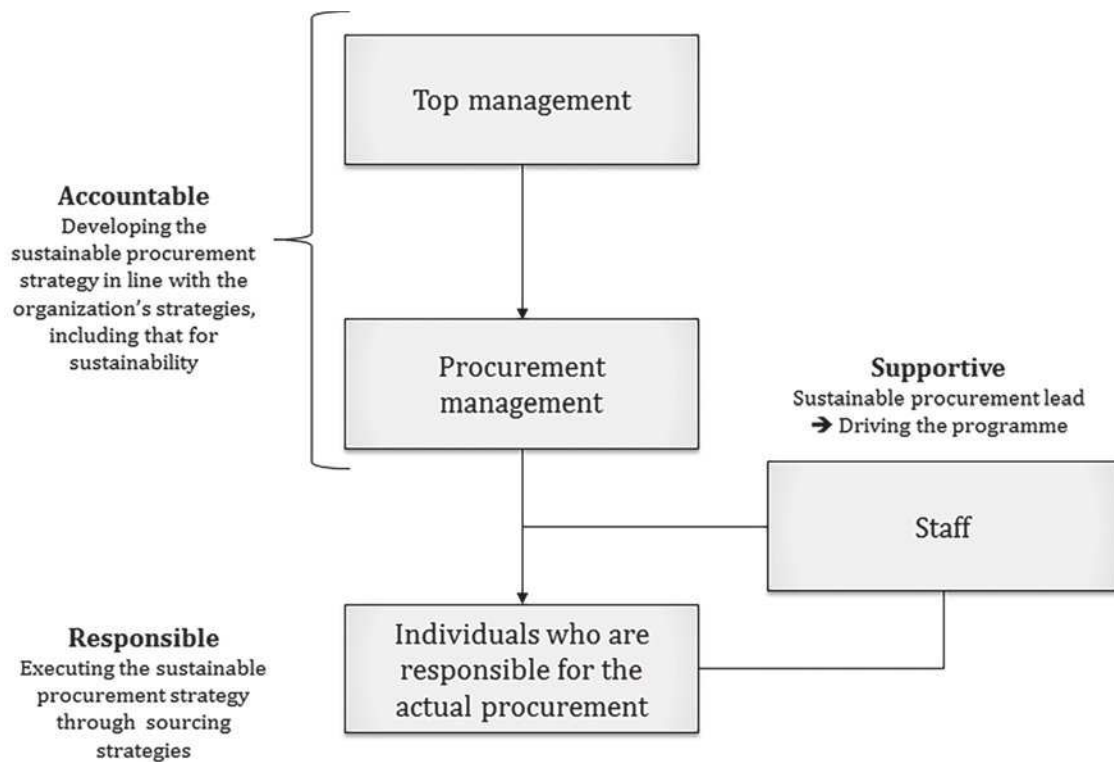 Top management
Accountable
Developing the
sustainable procurement
strategy in line with the
organization's strategies,
including that for
sustainability
Procurement
management
Supportive
Sustainable procurement lead
➔ Driving the programme
Staff
Responsible
Executing the sustainable
procurement strategy
through sourcing
strategies
Individuals who are
responsible for the
actual procurement